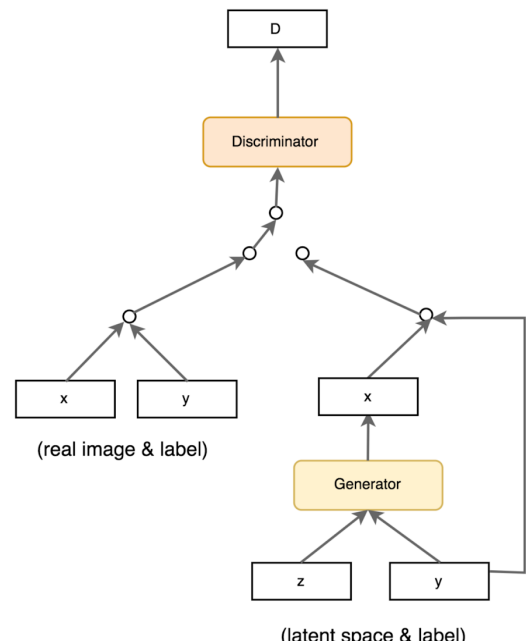 D
Discriminator
x
y
x
(real image & label)
Generator
z
y
(latent space & label)